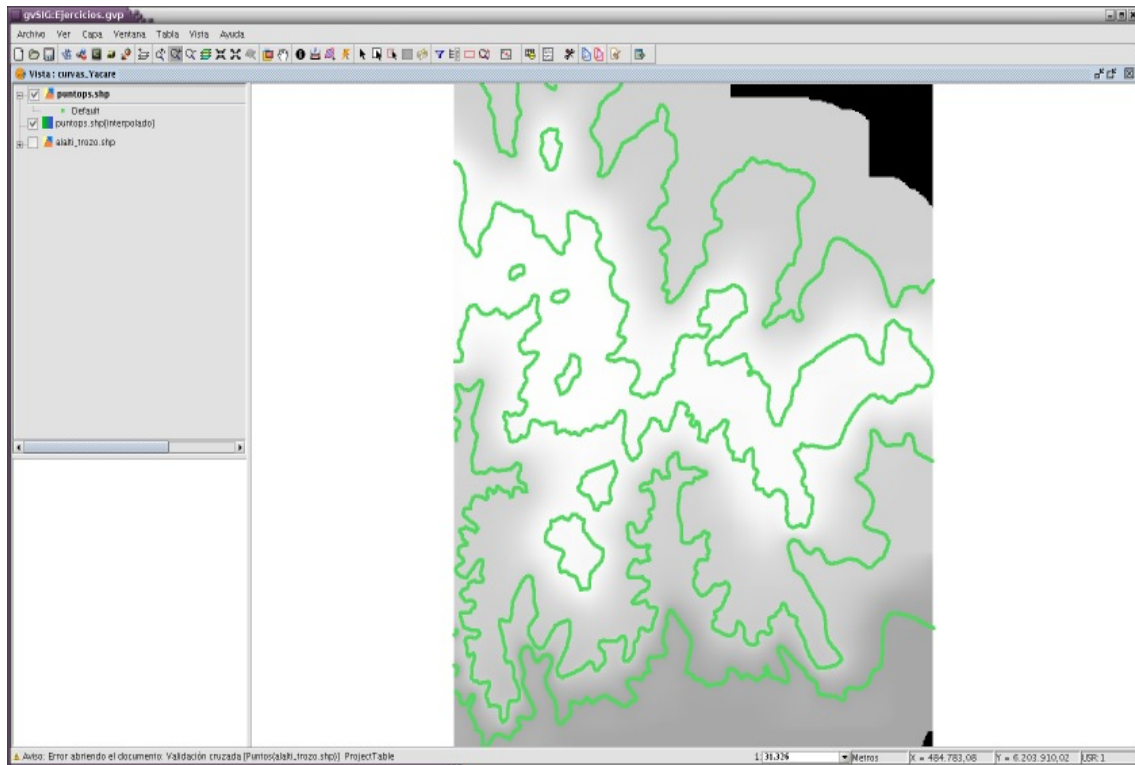 gvSIG:Ejercicios.gvp
Archivo Ver Capa Ventana Tabla Vista Ayuda
Vista : curvas_Yacare
puntops.shp
Default
puntops.shp[interpolado]
alalti_trozo.shp
Aviso: Error abriendo el documento: Validación cruzada [Puntos(alalti_trozo.shp)] ProjectTable
1: 31.326
Metros
X = 484.783,08
Y = 6.203.910,02
USR:1